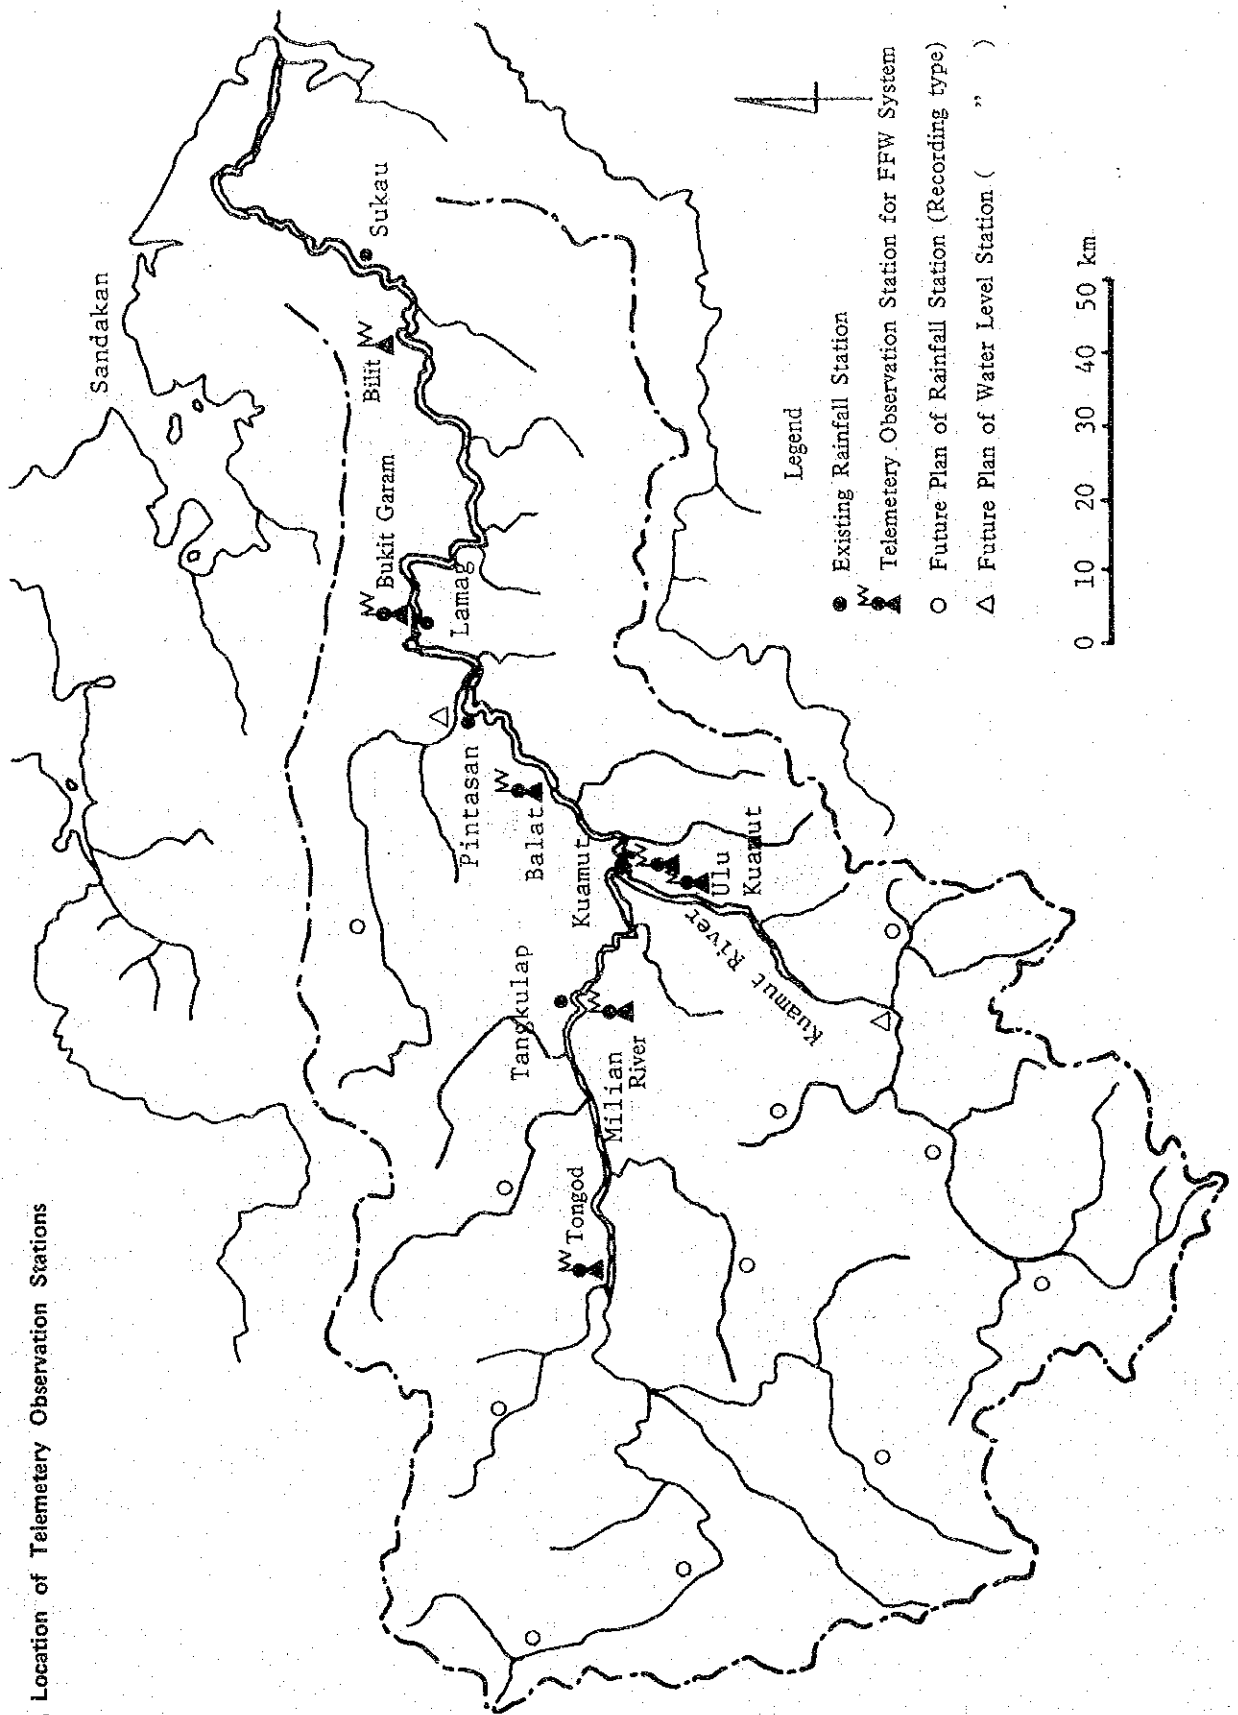 Location of Telemetery Observation Stations
Sandakan
Sukau
Bilit
Bukit Garam
Lamag
Pintasan
Balat
Kuamut
Ulu
Kuamut
Tangkulap
Milian
River
Kuamut River
Tongod
Legend
Existing Rainfall Station
Telemetery Observation Station for FFW System
Future Plan of Rainfall Station (Recording type)
Future Plan of Water Level Station ( ” )
0 10 20 30 40 50 km